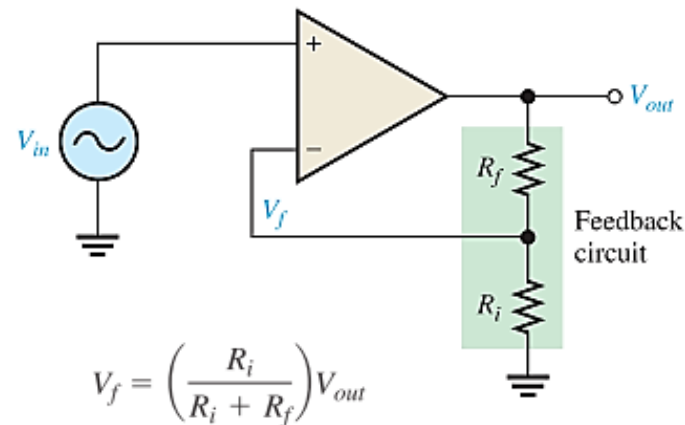 +
V_out
V_in
−
R_f
V_f
Feedback
circuit
R_i
V_f = (R_i / (R_i + R_f)) V_out